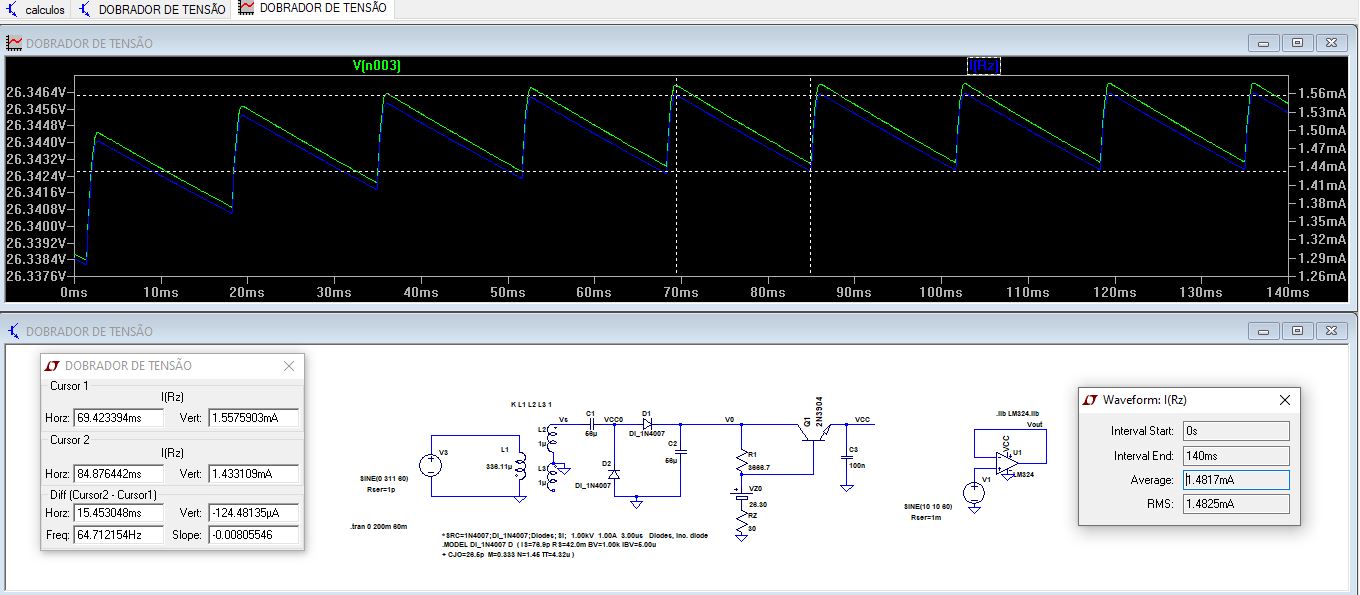 calculos DOBRADOR DE TENSÃO DOBRADOR DE TENSÃO
DOBRADOR DE TENSÃO
V(n003) I(Rz)
26.3464V
26.3456V
26.3448V
26.3440V
26.3432V
26.3424V
26.3416V
26.3408V
26.3400V
26.3392V
26.3384V
26.3376V
1.56mA
1.53mA
1.50mA
1.47mA
1.44mA
1.41mA
1.38mA
1.35mA
1.32mA
1.29mA
1.26mA
0ms 10ms 20ms 30ms 40ms 50ms 60ms 70ms 80ms 90ms 100ms 110ms 120ms 130ms 140ms
DOBRADOR DE TENSÃO
DOBRADOR DE TENSÃO
Cursor 1
I(Rz)
Horz: 69.423394ms Vert: 1.5575903mA
Cursor 2
I(Rz)
Horz: 84.876442ms Vert: 1.433109mA
Diff (Cursor2 - Cursor1)
Horz: 15.453048ms Vert: -124.48135µA
Freq: 64.712154Hz Slope: -0.00805546
K L1 L2 L3 1
V3
SINE(0 311 60)
Rser=1p
L1
336.11µ
L2
1µ
L3
1µ
Vs
C1
56µ
VCC0
D1
DI_1N4007
D2
DI_1N4007
C2
56µ
V0
R1
3666.7
VZ0
26.30
RZ
30
Q1
2N3904
VCC
C3
100n
.tran 0 200m 60m
*SRC=1N4007;DI_1N4007;Diodes; SI; 1.00kV 1.00A 3.00us Diodes, Inc. diode
.MODEL DI_1N4007 D ( IS=76.9p RS=42.0m BV=1.00k IBV=5.00u
+ CJO=26.5p M=0.333 N=1.45 TT=4.32u )
.lib LM324.lib
Vout
VCC
U1
LM324
V1
SINE(10 10 60)
Rser=1m
Waveform: I(Rz)
Interval Start: 0s
Interval End: 140ms
Average: 1.4817mA
RMS: 1.4825mA